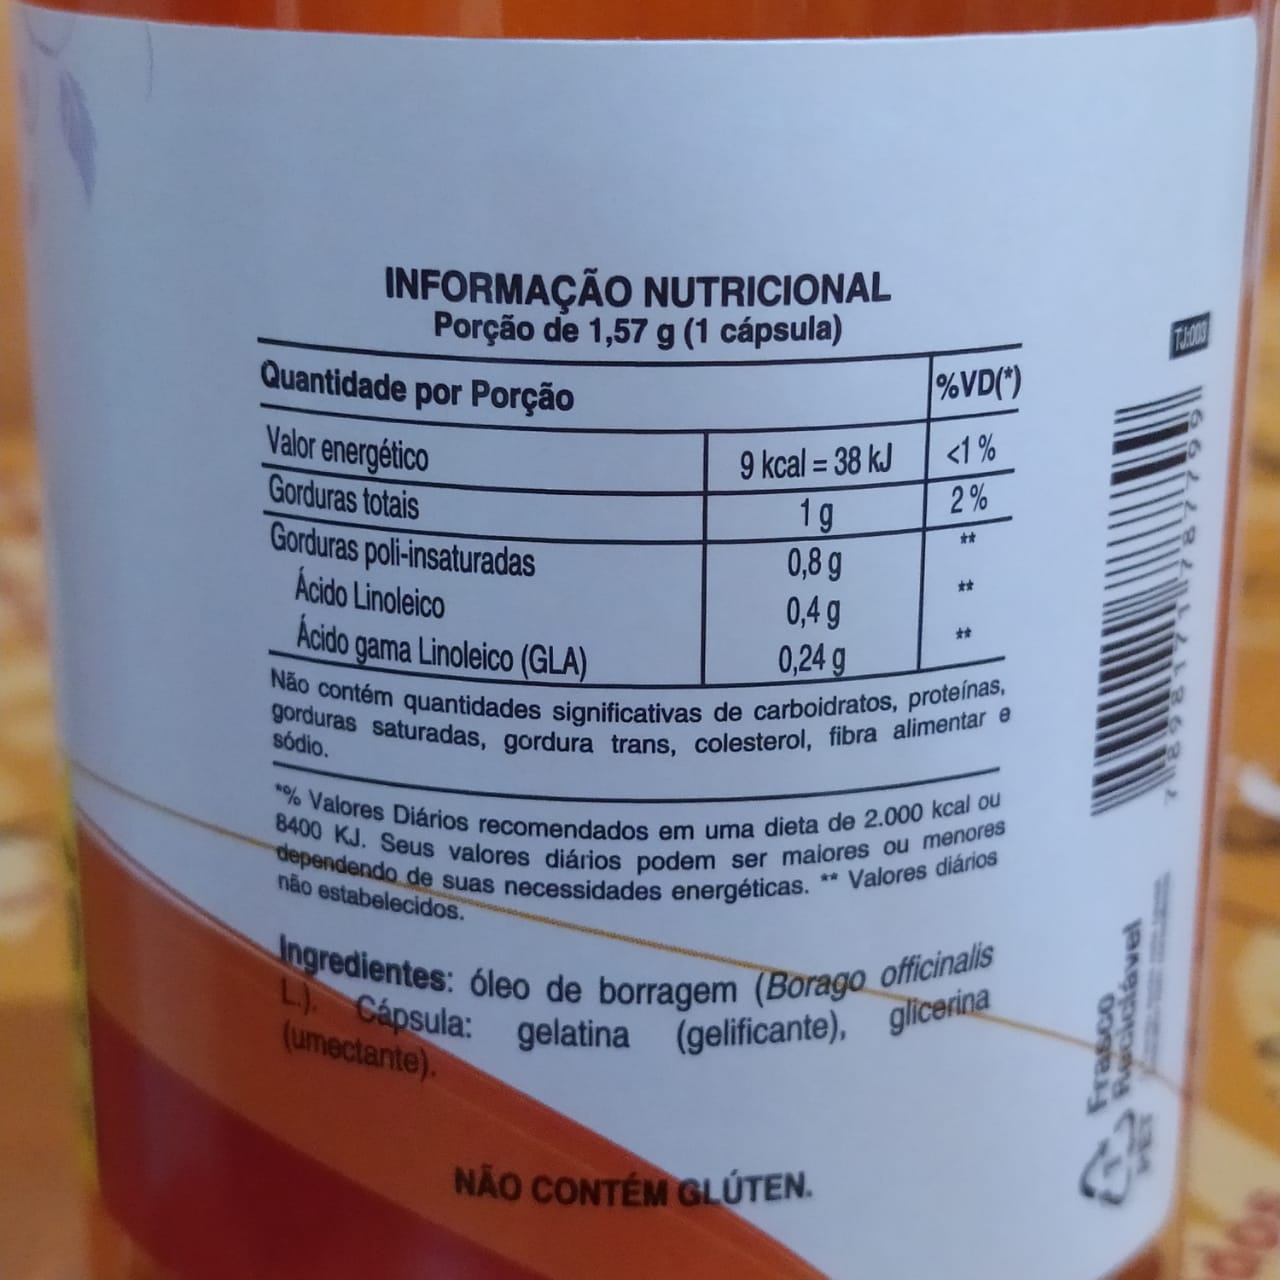 INFORMAÇÃO NUTRICIONAL
Porção de 1,57 g (1 cápsula)
Quantidade por Porção %VD(*)
Valor energético 9 kcal = 38 kJ <1 %
Gorduras totais 1 g 2 %
Gorduras poli-insaturadas 0,8 g **
Ácido Linoleico 0,4 g **
Ácido gama Linoleico (GLA) 0,24 g **
Não contém quantidades significativas de carboidratos, proteínas,
gorduras saturadas, gordura trans, colesterol, fibra alimentar e
sódio.
*% Valores Diários recomendados em uma dieta de 2.000 kcal ou
8400 KJ. Seus valores diários podem ser maiores ou menores
dependendo de suas necessidades energéticas. ** Valores diários
não estabelecidos.
Ingredientes: óleo de borragem (Borago officinalis
L.). Cápsula: gelatina (gelificante), glicerina
(umectante).
NÃO CONTÉM GLÚTEN.
TJ:003
7898171787799
Frasco
Reciclável
1
PET